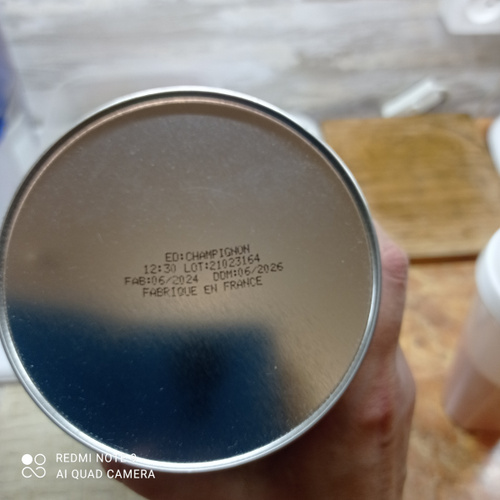 ED:CHAMPIGNUN
12:30 LOT:21023164
FAB:06/2024 DDM:06/2026
FABRIQUE EN FRANCE
REDMI NOTE 8
AI QUAD CAMERA